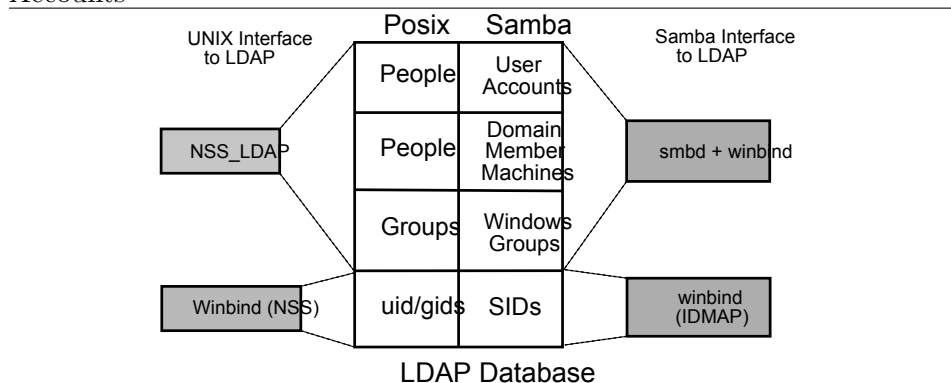 Accounts
Posix Samba
UNIX Interface
to LDAP
Samba Interface
to LDAP
People
User
Accounts
NSS_LDAP
People
Domain
Member
Machines
smbd + winbind
Groups
Windows
Groups
Winbind (NSS)
uid/gids
SIDs
winbind
(IDMAP)
LDAP Database